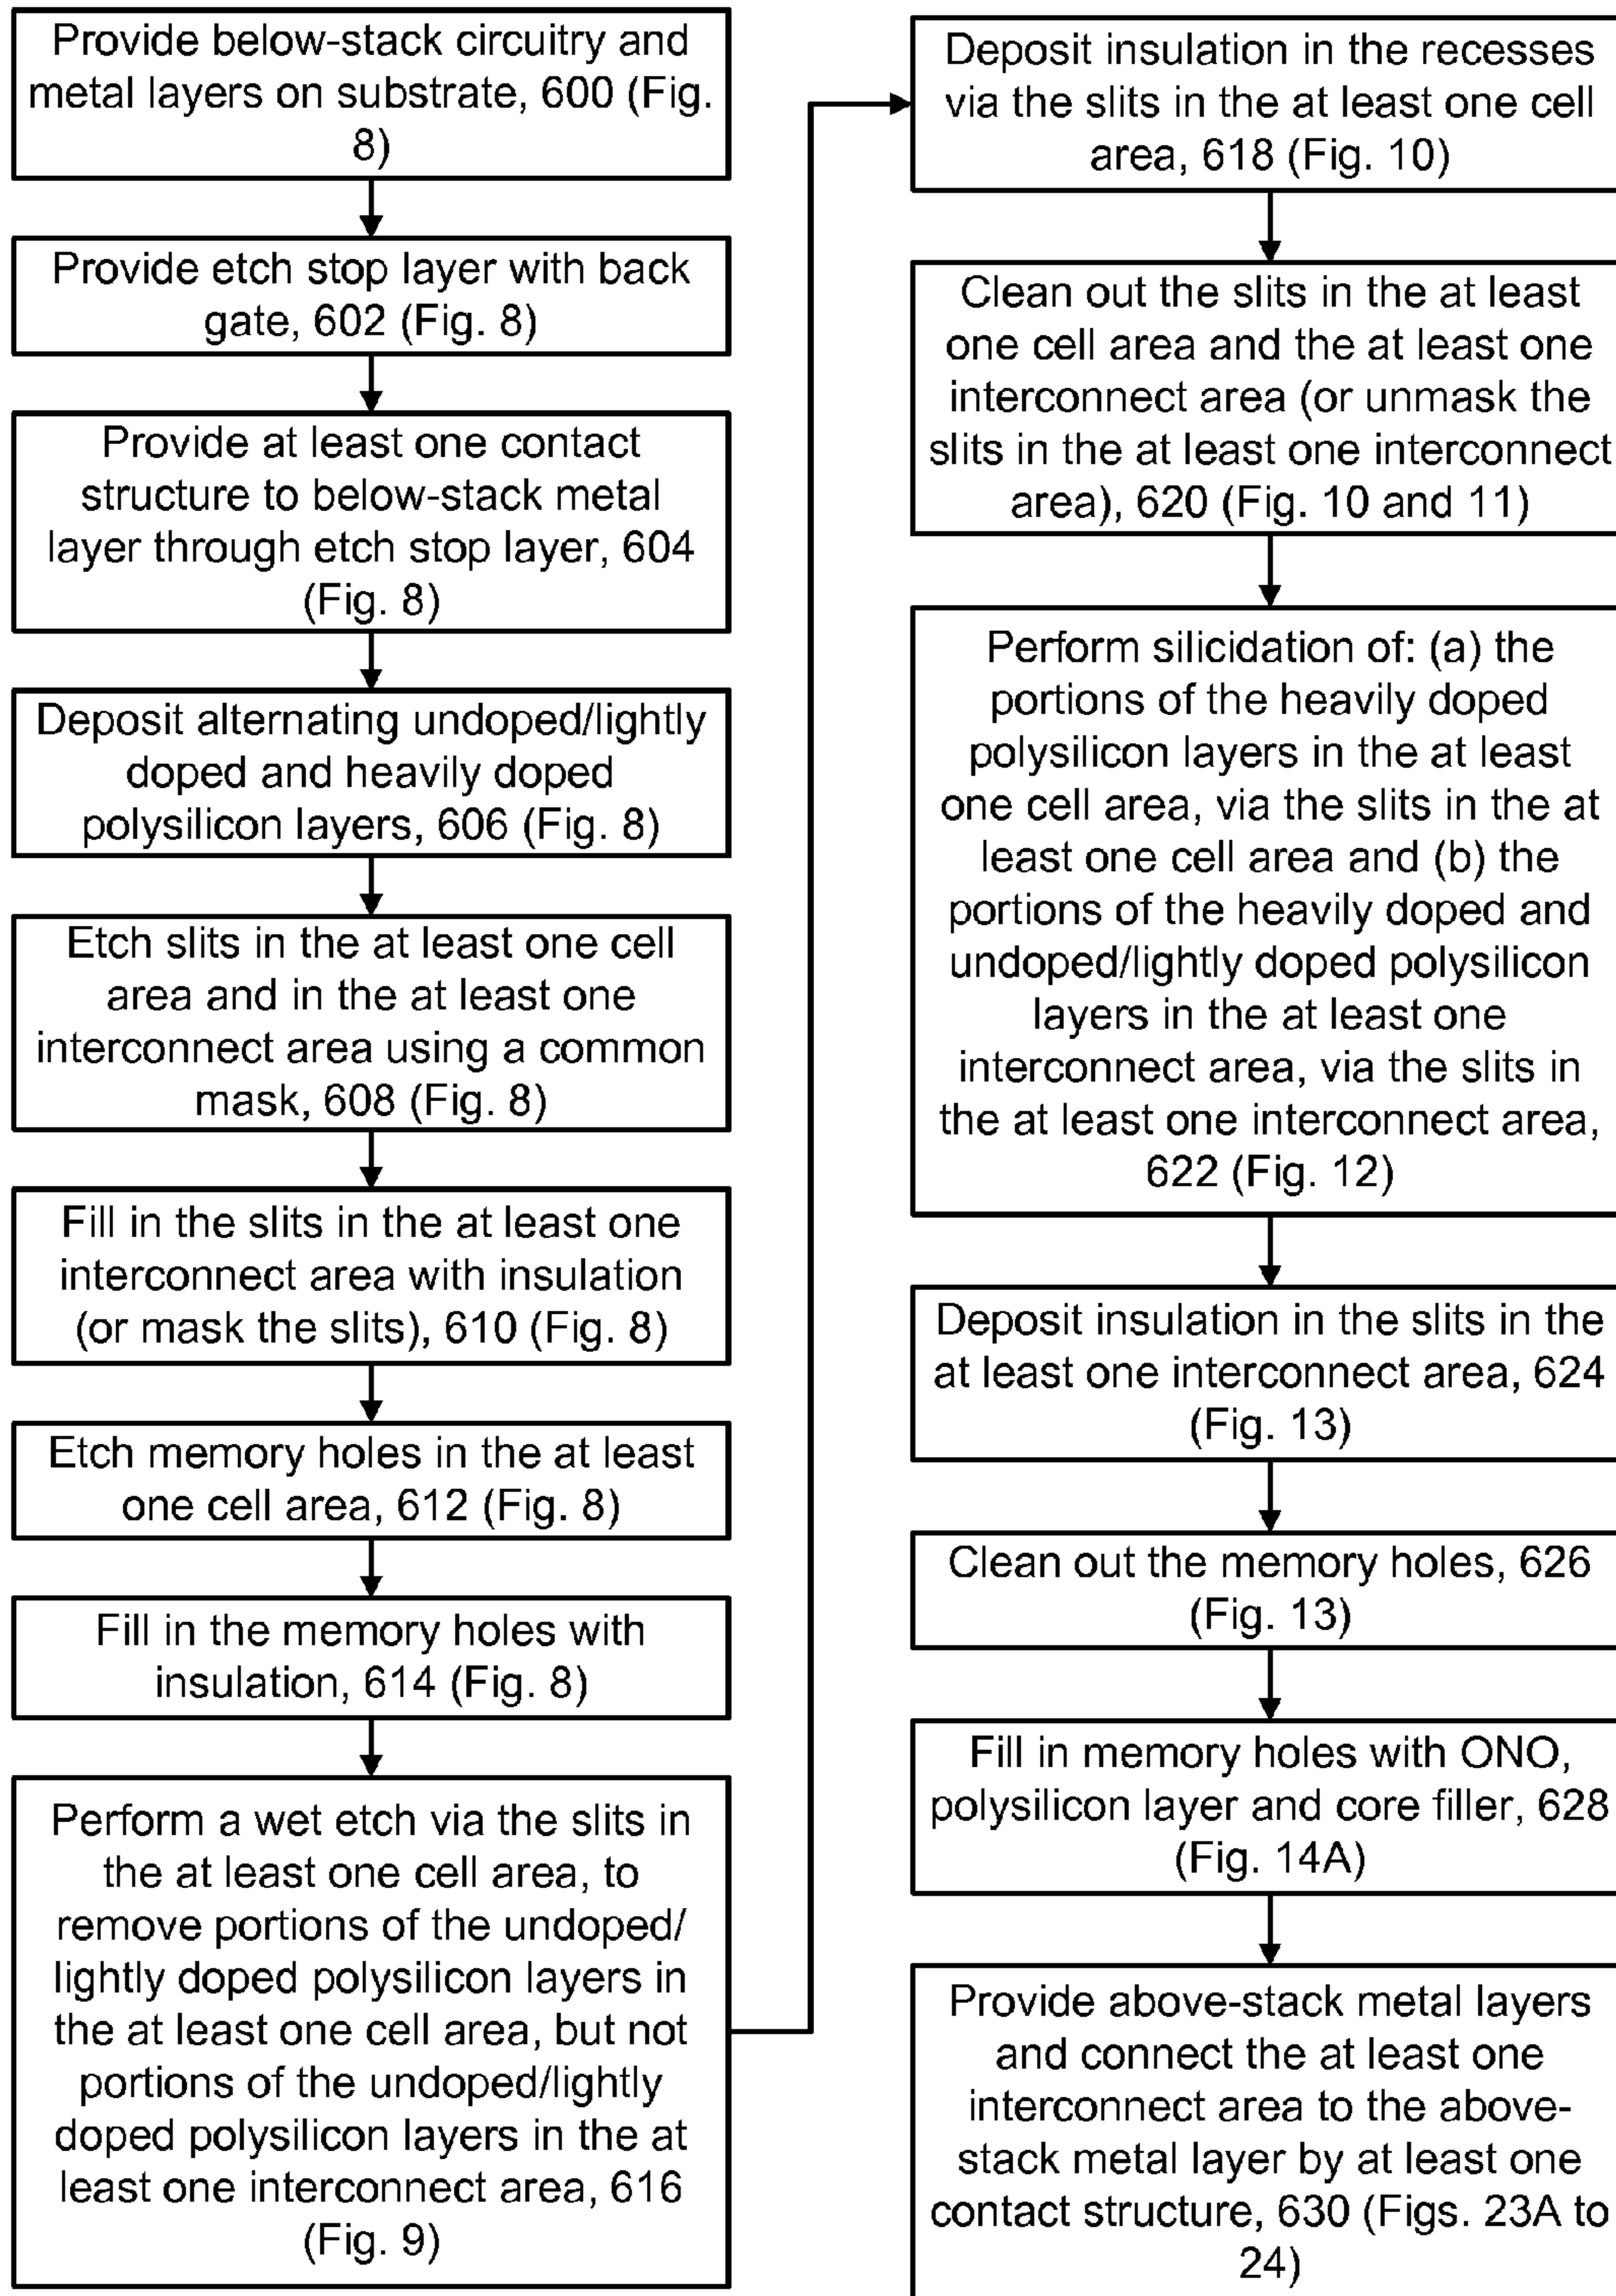 Provide below-stack circuitry and
metal layers on substrate, 600 (Fig.
8)
Provide etch stop layer with back
gate, 602 (Fig. 8)
Provide at least one contact
structure to below-stack metal
layer through etch stop layer, 604
(Fig. 8)
Deposit alternating undoped/lightly
doped and heavily doped
polysilicon layers, 606 (Fig. 8)
Etch slits in the at least one cell
area and in the at least one
interconnect area using a common
mask, 608 (Fig. 8)
Fill in the slits in the at least one
interconnect area with insulation
(or mask the slits), 610 (Fig. 8)
Etch memory holes in the at least
one cell area, 612 (Fig. 8)
Fill in the memory holes with
insulation, 614 (Fig. 8)
Perform a wet etch via the slits in
the at least one cell area, to
remove portions of the undoped/
lightly doped polysilicon layers in
the at least one cell area, but not
portions of the undoped/lightly
doped polysilicon layers in the at
least one interconnect area, 616
(Fig. 9)
Deposit insulation in the recesses
via the slits in the at least one cell
area, 618 (Fig. 10)
Clean out the slits in the at least
one cell area and the at least one
interconnect area (or unmask the
slits in the at least one interconnect
area), 620 (Fig. 10 and 11)
Perform silicidation of: (a) the
portions of the heavily doped
polysilicon layers in the at least
one cell area, via the slits in the at
least one cell area and (b) the
portions of the heavily doped and
undoped/lightly doped polysilicon
layers in the at least one
interconnect area, via the slits in
the at least one interconnect area,
622 (Fig. 12)
Deposit insulation in the slits in the
at least one interconnect area, 624
(Fig. 13)
Clean out the memory holes, 626
(Fig. 13)
Fill in memory holes with ONO,
polysilicon layer and core filler, 628
(Fig. 14A)
Provide above-stack metal layers
and connect the at least one
interconnect area to the above-
stack metal layer by at least one
contact structure, 630 (Figs. 23A to
24)